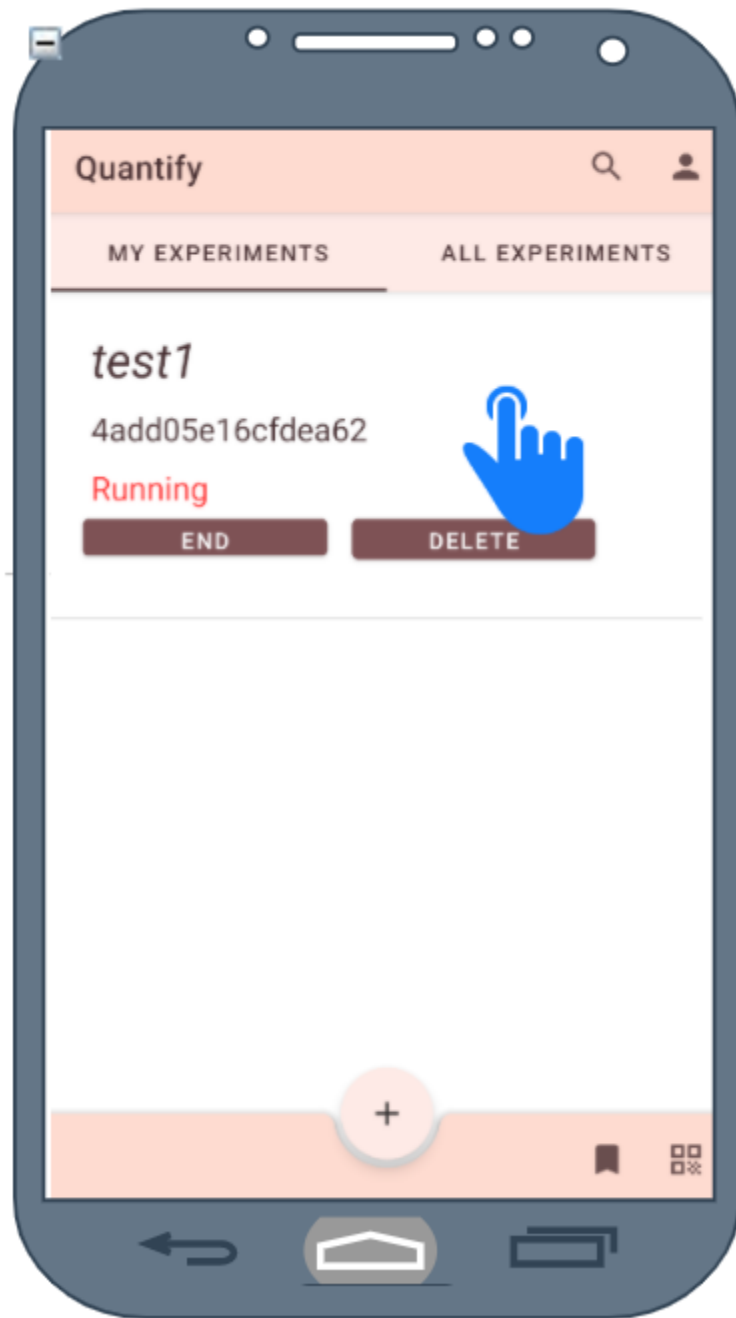 Quantify
MY EXPERIMENTS ALL EXPERIMENTS
test1
4add05e16cfdea62
Running
END DELETE
+